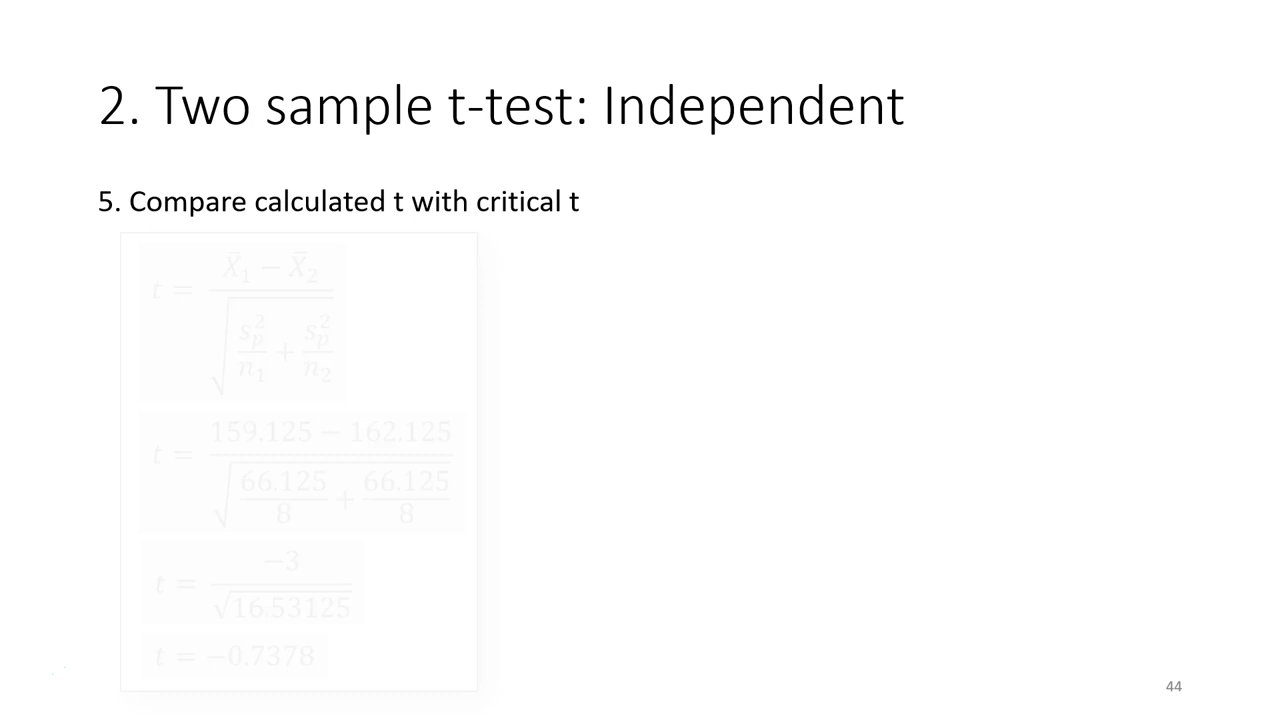 2. Two sample t-test: Independent
5. Compare calculated t with critical t
t = (X̄₁ − X̄₂) / √(s²ₚ/n₁ + s²ₚ/n₂)
t = (159.125 − 162.125) / √(66.125/8 + 66.125/8)
t = −3 / √16.53125
t = −0.7378
44